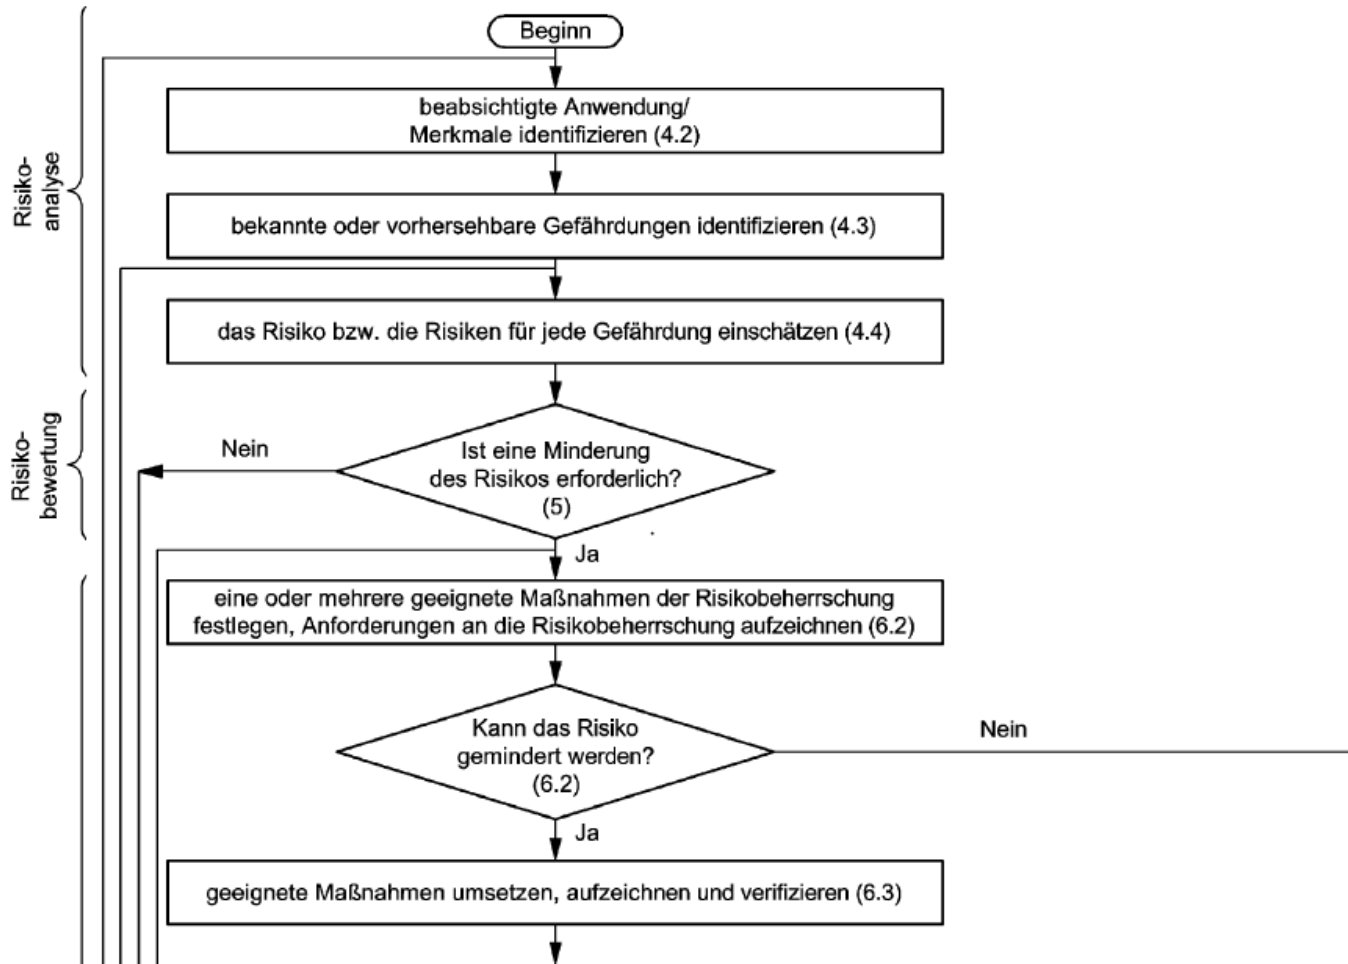 Beginn
beabsichtigte Anwendung/
Merkmale identifizieren (4.2)
Risiko-
analyse
bekannte oder vorhersehbare Gefährdungen identifizieren (4.3)
das Risiko bzw. die Risiken für jede Gefährdung einschätzen (4.4)
Risiko-
bewertung
Nein
Ist eine Minderung
des Risikos erforderlich?
(5)
Ja
eine oder mehrere geeignete Maßnahmen der Risikobeherrschung
festlegen, Anforderungen an die Risikobeherrschung aufzeichnen (6.2)
Kann das Risiko
gemindert werden?
(6.2)
Nein
Ja
geeignete Maßnahmen umsetzen, aufzeichnen und verifizieren (6.3)